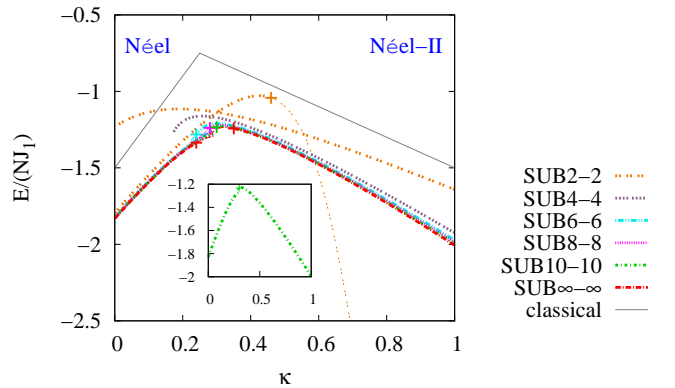 −0.5
−1
−1.5
−2
−2.5
E/(NJ₁)
Néel
Néel−II
−1.2
−1.4
−1.6
−1.8
−2
0 0.5 1
0 0.2 0.4 0.6 0.8 1
κ
SUB2−2
SUB4−4
SUB6−6
SUB8−8
SUB10−10
SUB∞−∞
classical